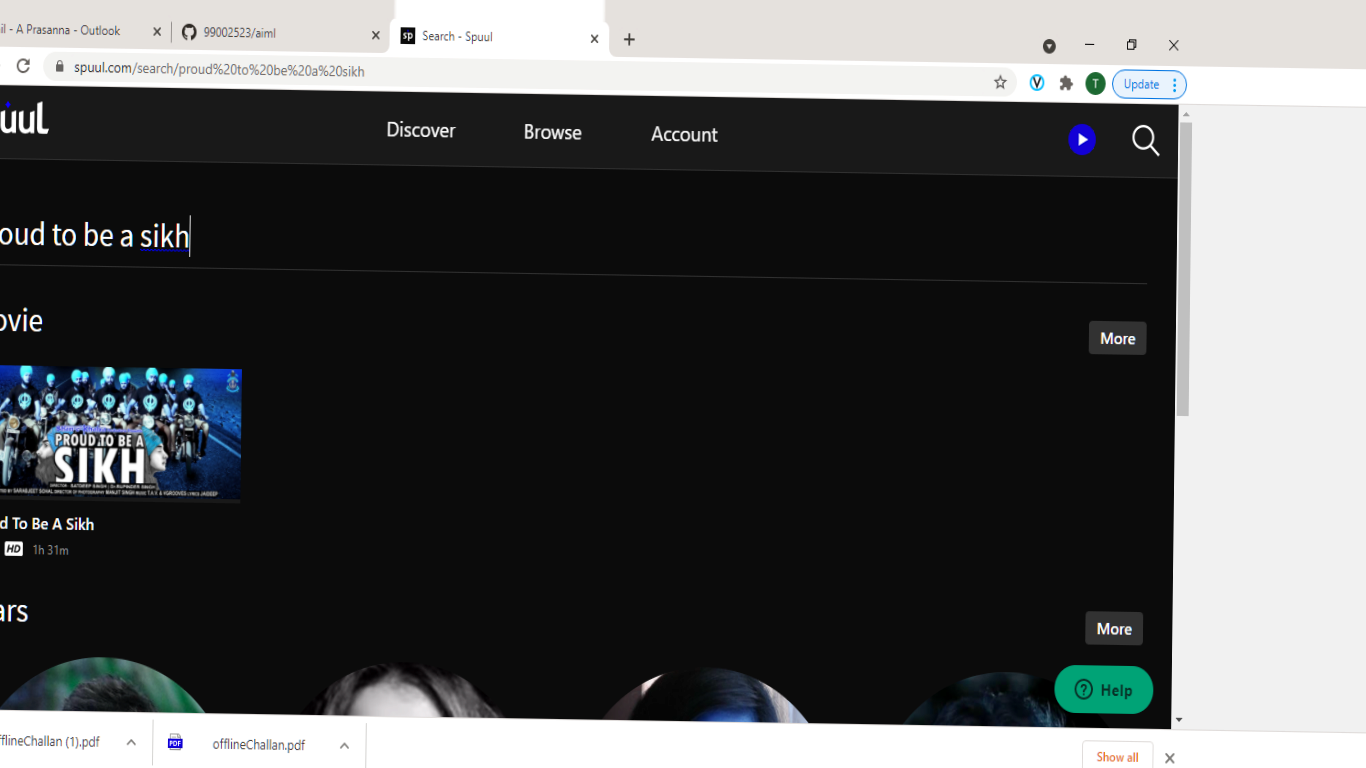 il - A Prasanna - Outlook
99002523/aiml
Search - Spuul
spuul.com/search/proud%20to%20be%20a%20sikh
T
Update
uul
Discover
Browse
Account
oud to be a sikh
ovie
More
PROUD TO BE A
SIKH
d To Be A Sikh
HD 1h 31m
ars
More
Help
fflineChallan (1).pdf
PDF
offlineChallan.pdf
Show all